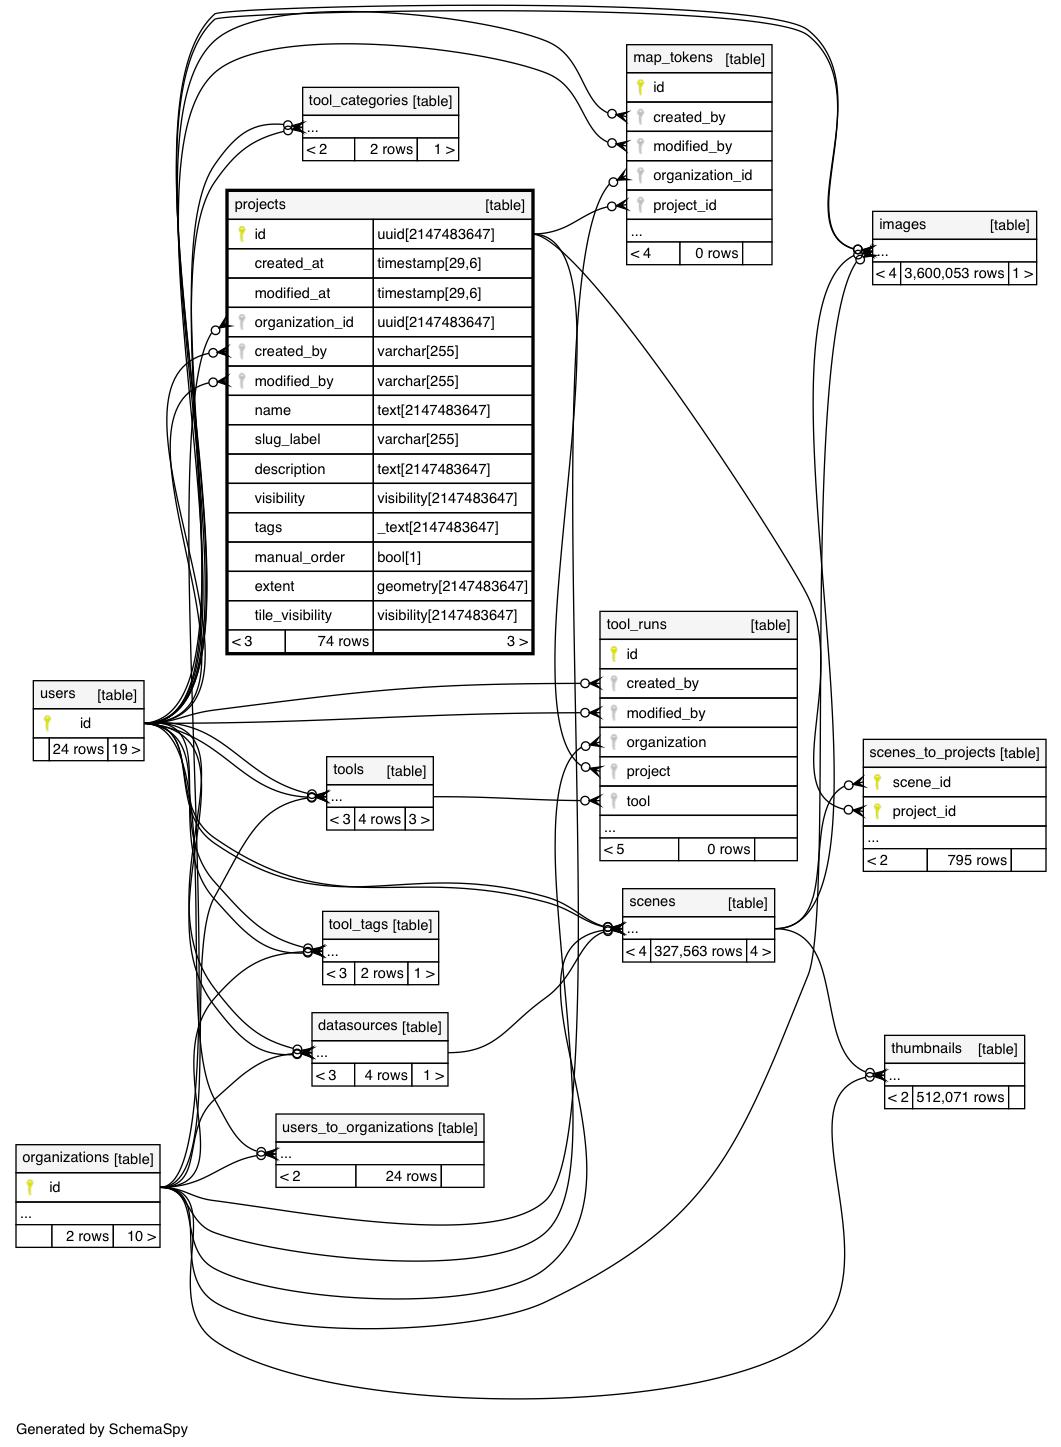 map_tokens [table]
id
created_by
modified_by
organization_id
project_id
...
< 4 0 rows
tool_categories [table]
...
< 2 2 rows 1 >
projects [table]
id uuid[2147483647]
created_at timestamp[29,6]
modified_at timestamp[29,6]
organization_id uuid[2147483647]
created_by varchar[255]
modified_by varchar[255]
name text[2147483647]
slug_label varchar[255]
description text[2147483647]
visibility visibility[2147483647]
tags _text[2147483647]
manual_order bool[1]
extent geometry[2147483647]
tile_visibility visibility[2147483647]
< 3 74 rows 3 >
images [table]
...
< 4 3,600,053 rows 1 >
tool_runs [table]
id
created_by
modified_by
organization
project
tool
...
< 5 0 rows
users [table]
id
24 rows 19 >
scenes_to_projects [table]
scene_id
project_id
...
< 2 795 rows
tools [table]
...
< 3 4 rows 3 >
scenes [table]
...
< 4 327,563 rows 4 >
tool_tags [table]
...
< 3 2 rows 1 >
datasources [table]
...
< 3 4 rows 1 >
thumbnails [table]
...
< 2 512,071 rows
users_to_organizations [table]
...
< 2 24 rows
organizations [table]
id
...
2 rows 10 >
Generated by SchemaSpy